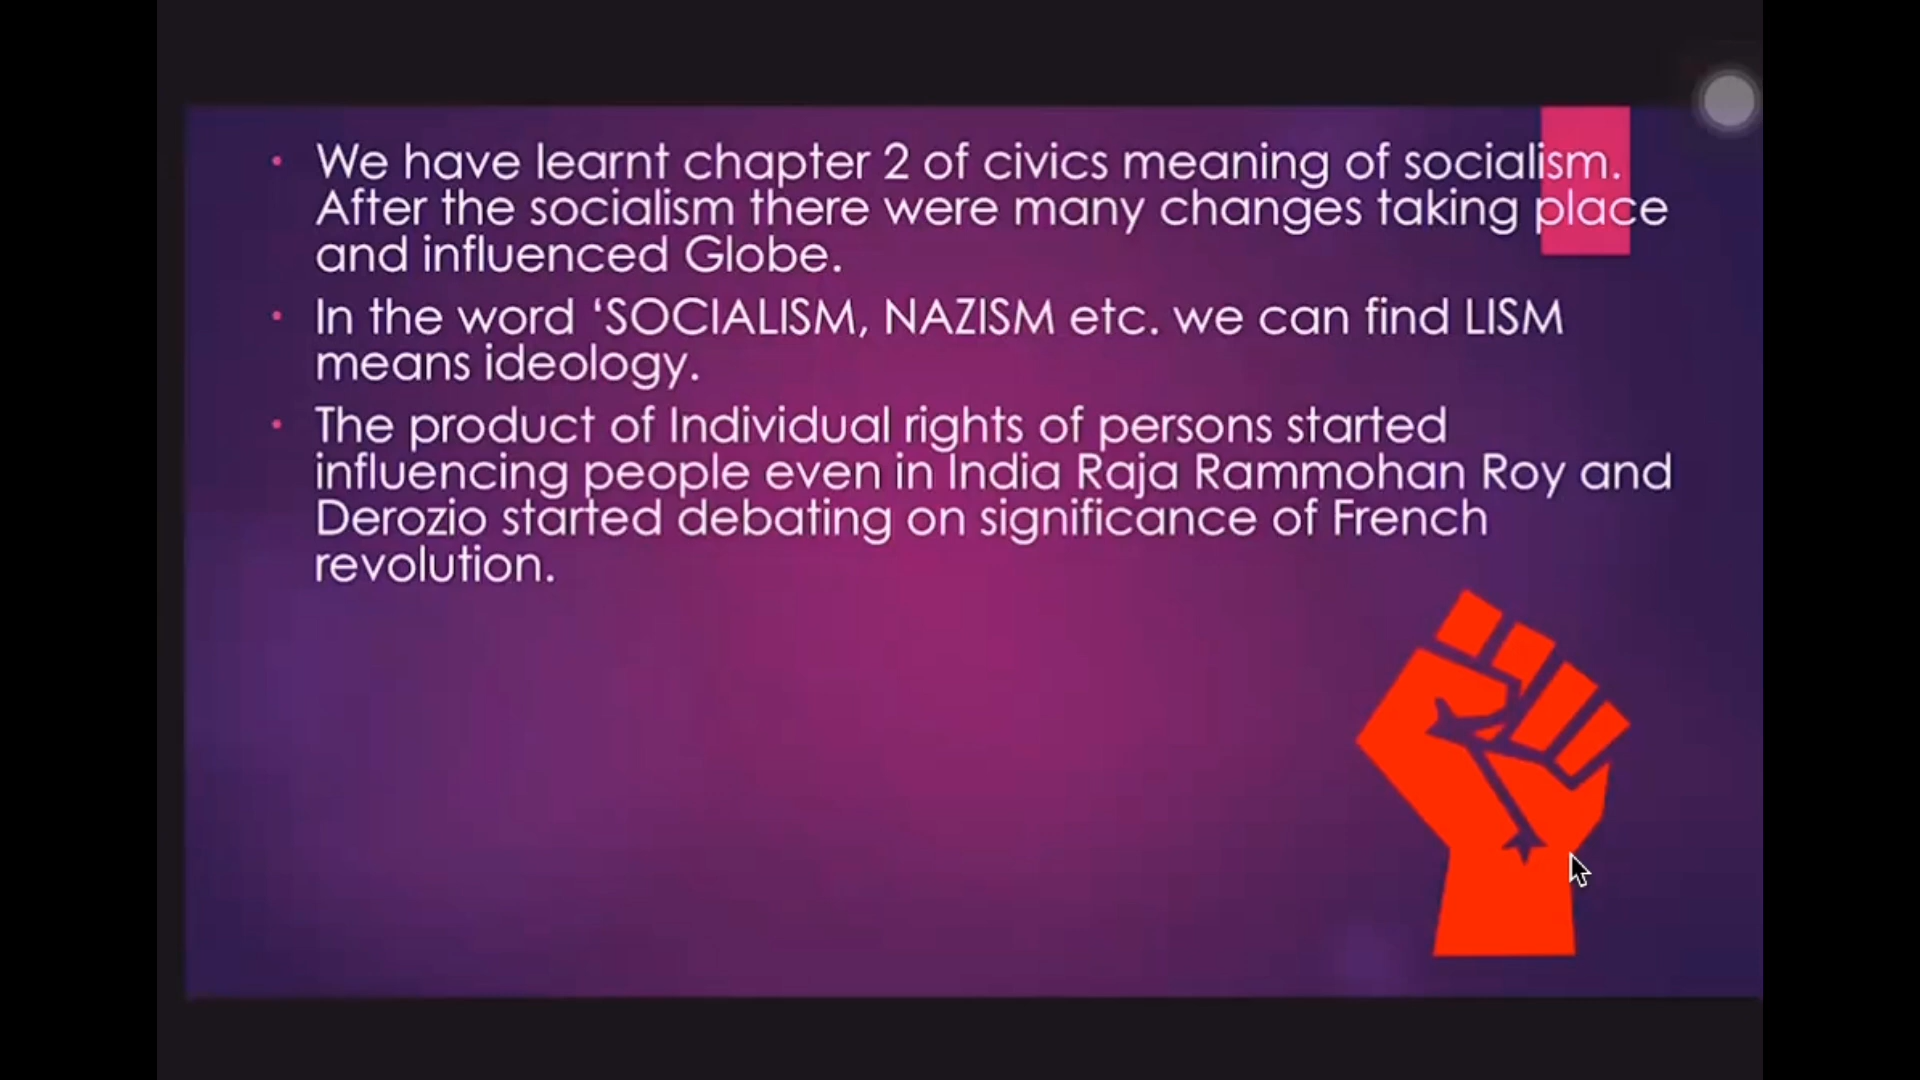 • We have learnt chapter 2 of civics meaning of socialism.
After the socialism there were many changes taking place
and influenced Globe.
• In the word ‘SOCIALISM, NAZISM etc. we can find LISM
means ideology.
• The product of Individual rights of persons started
influencing people even in India Raja Rammohan Roy and
Derozio started debating on significance of French
revolution.